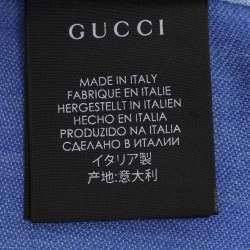 GUCCI
MADE IN ITALY
FABRIQUE EN ITALIE
HERGESTELLT IN ITALIEN
HECHO EN ITALIA
PRODUZIDO NA ITALIA
СДЕЛАНО В ИТАЛИИ
イタリア製
产地:意大利